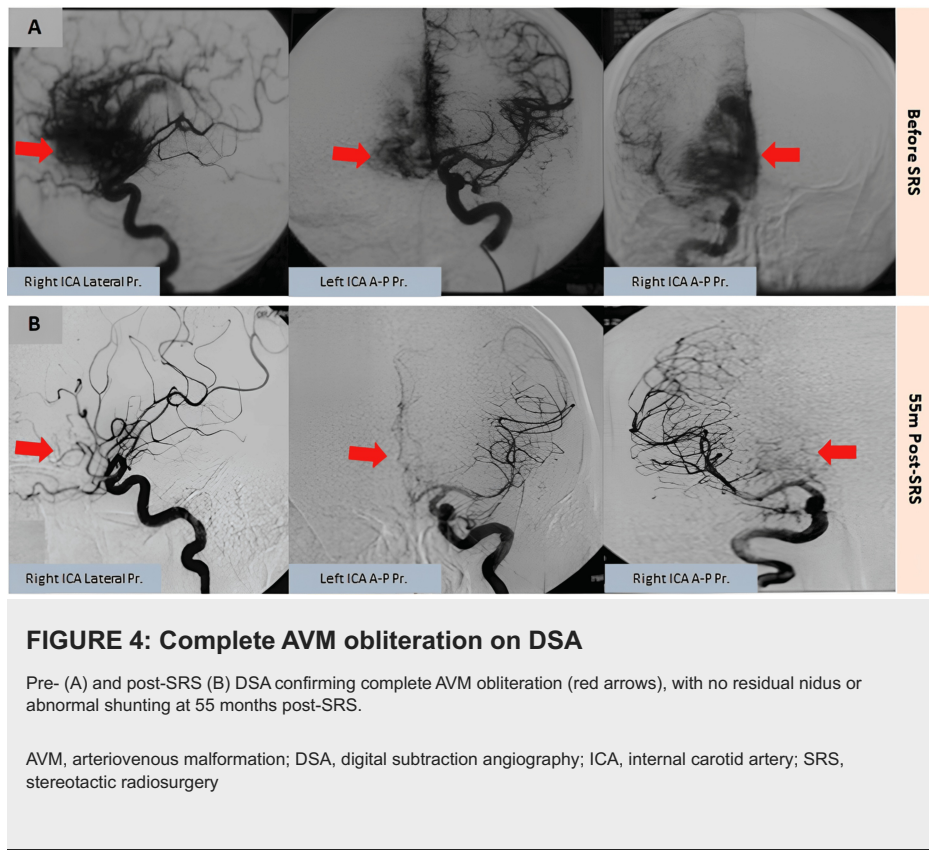 A
Before SRS
Right ICA Lateral Pr.
Left ICA A-P Pr.
Right ICA A-P Pr.
B
55m Post-SRS
Right ICA Lateral Pr.
Left ICA A-P Pr.
Right ICA A-P Pr.
FIGURE 4: Complete AVM obliteration on DSA
Pre- (A) and post-SRS (B) DSA confirming complete AVM obliteration (red arrows), with no residual nidus or
abnormal shunting at 55 months post-SRS.
AVM, arteriovenous malformation; DSA, digital subtraction angiography; ICA, internal carotid artery; SRS,
stereotactic radiosurgery